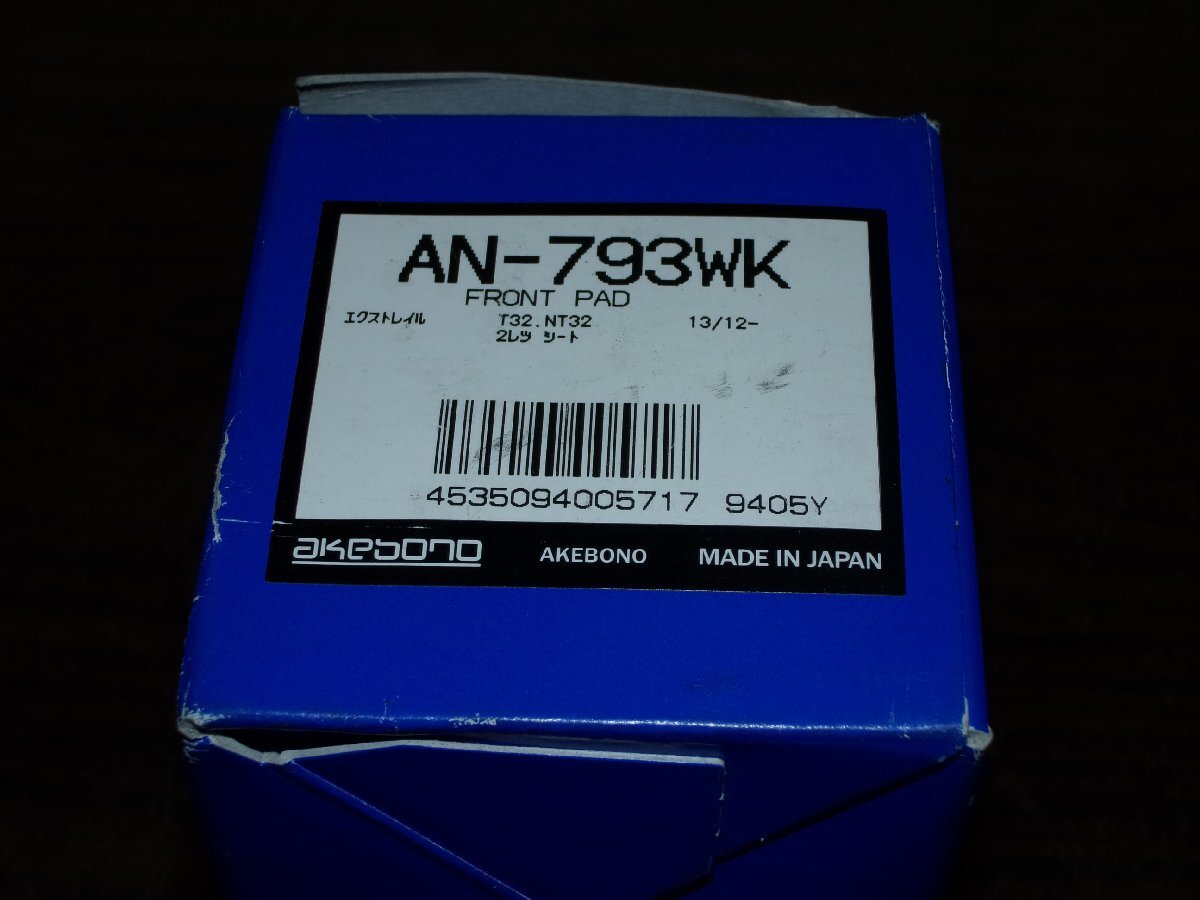 AN-793WK
FRONT PAD
エクストレイル T32.NT32 13/12-
2レツ シート
4535094005717 9405Y
akebono AKEBONO MADE IN JAPAN